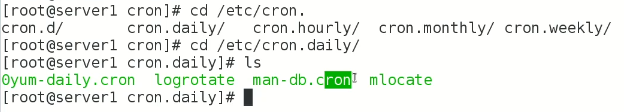 [root@server1 cron]# cd /etc/cron.
cron.d/ cron.daily/ cron.hourly/ cron.monthly/ cron.weekly/
[root@server1 cron]# cd /etc/cron.daily/
[root@server1 cron.daily]# ls
0yum-daily.cron logrotate man-db.cron mlocate
[root@server1 cron.daily]#